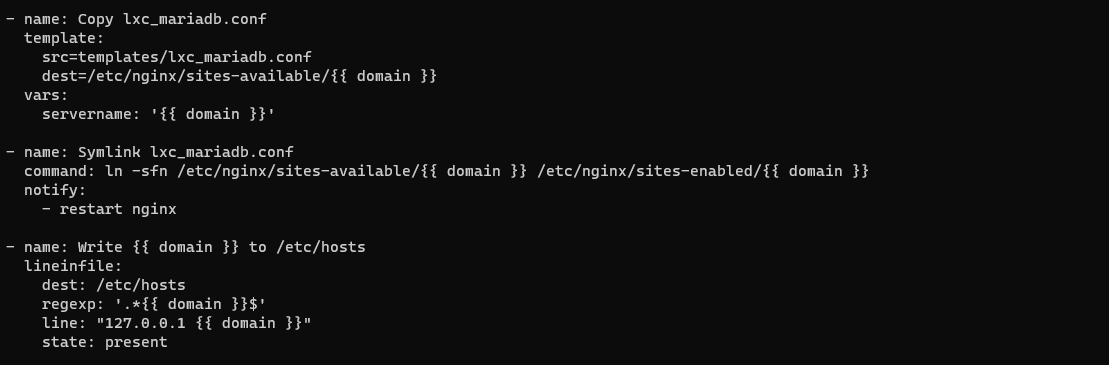 - name: Copy lxc_mariadb.conf
  template:
    src=templates/lxc_mariadb.conf
    dest=/etc/nginx/sites-available/{{ domain }}
  vars:
    servername: '{{ domain }}'

- name: Symlink lxc_mariadb.conf
  command: ln -sfn /etc/nginx/sites-available/{{ domain }} /etc/nginx/sites-enabled/{{ domain }}
  notify:
    - restart nginx

- name: Write {{ domain }} to /etc/hosts
  lineinfile:
    dest: /etc/hosts
    regexp: '.*{{ domain }}$'
    line: "127.0.0.1 {{ domain }}"
    state: present